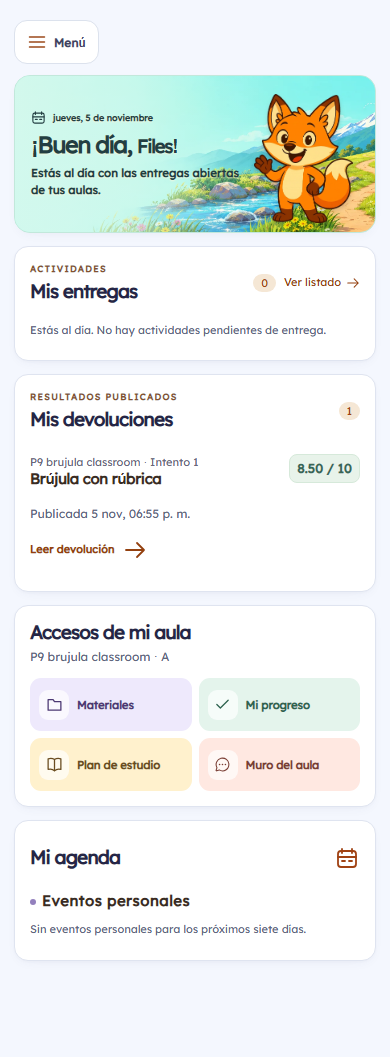 Menú
jueves, 5 de noviembre
¡Buen día, Files!
Estás al día con las entregas abiertas
de tus aulas.
ACTIVIDADES
Mis entregas
0 Ver listado →
Estás al día. No hay actividades pendientes de entrega.
RESULTADOS PUBLICADOS
Mis devoluciones
1
P9 brujula classroom · Intento 1
Brújula con rúbrica
8.50 / 10
Publicada 5 nov, 06:55 p. m.
Leer devolución →
Accesos de mi aula
P9 brujula classroom · A
Materiales
Mi progreso
Plan de estudio
Muro del aula
Mi agenda
Eventos personales
Sin eventos personales para los próximos siete días.